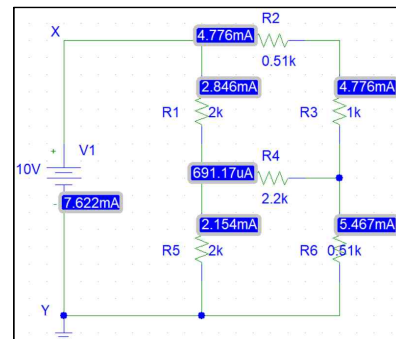 X
4.776mA
R2
0.51k
2.846mA
4.776mA
R1
2k
R3
1k
V1
+
10V
-
7.622mA
691.17uA
R4
2.2k
2.154mA
5.467mA
R5
2k
R6
0.51k
Y